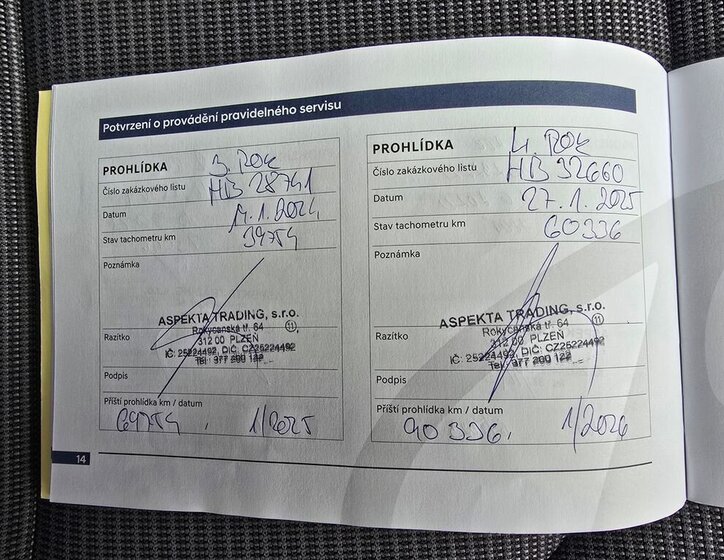 Potvrzení o provádění pravidelného servisu
PROHLÍDKA 3. ROK
Číslo zakázkového listu HB 28741
Datum 1.2024
Stav tachometru km 39754
Poznámka
ASPEKTA TRADING, s.r.o.
Rokycanská tř. 64
Razítko 312 00 PLZEŇ
IČ: 25224492, DIČ: CZ25224492
Tel.: 377 200 122
Podpis
Příští prohlídka km / datum
69754, 1/2025
PROHLÍDKA 4. ROK
Číslo zakázkového listu HB 32660
Datum 27.1.2025
Stav tachometru km 60336
Poznámka
ASPEKTA TRADING, s.r.o.
Rokycanská tř. 64
Razítko 312 00 PLZEŇ
IČ: 25224492, DIČ: CZ25224492
Tel: 377 200 122
Podpis
Příští prohlídka km / datum
90336, 1/2026
14